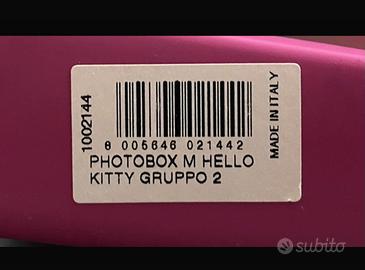 1002144
8 005646 021442
MADE IN ITALY
PHOTOBOX M HELLO
KITTY GRUPPO 2
subito